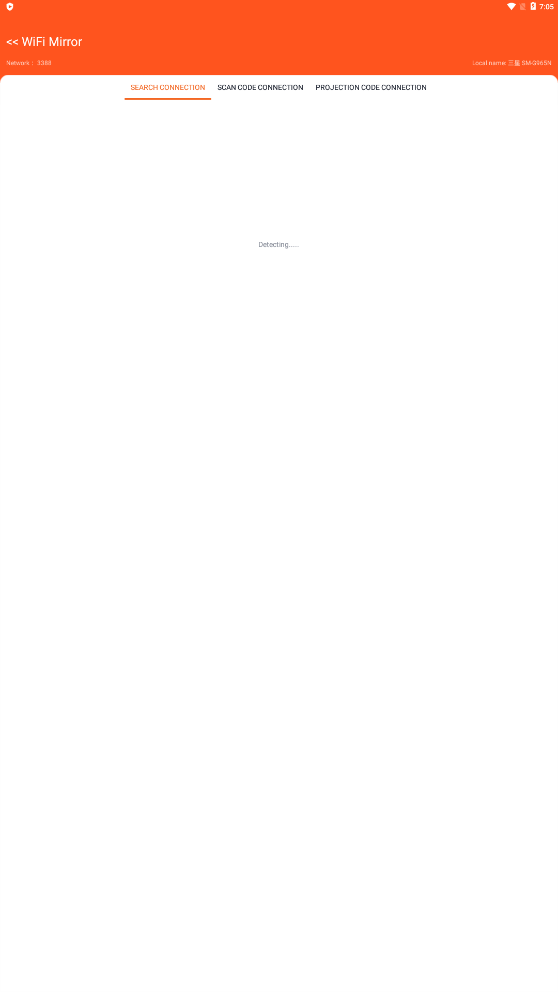 7:05
<< WiFi Mirror
Network： 3388
Local name: 三星 SM-G965N
SEARCH CONNECTION
SCAN CODE CONNECTION
PROJECTION CODE CONNECTION
Detecting.....